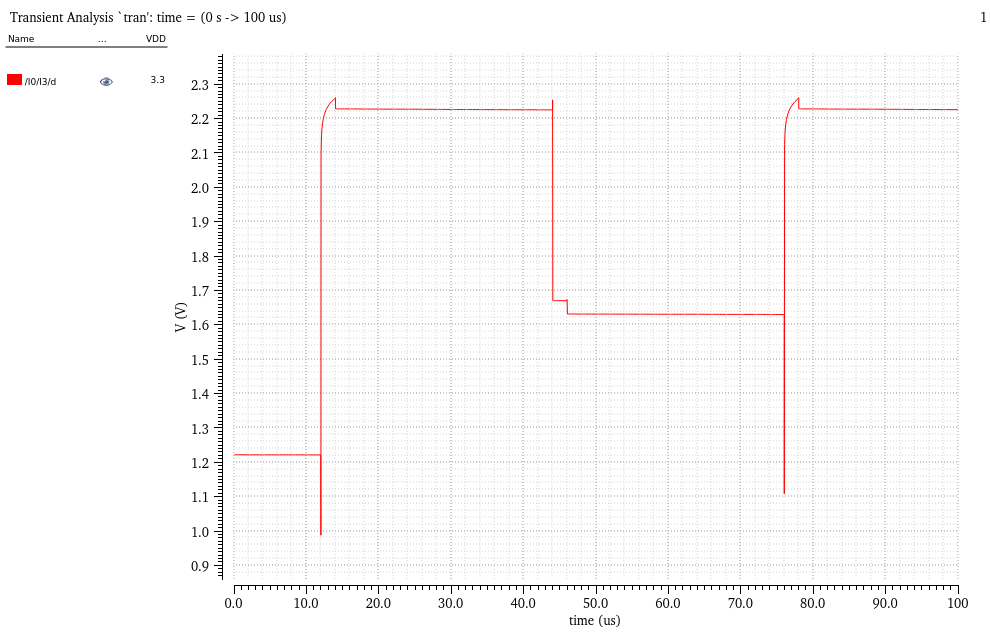 Transient Analysis `tran': time = (0 s -> 100 us)
1
Name ... VDD
/I0/I3/d 3.3
2.3
2.2
2.1
2.0
1.9
1.8
1.7
1.6
1.5
1.4
1.3
1.2
1.1
1.0
0.9
V (V)
0.0 10.0 20.0 30.0 40.0 50.0 60.0 70.0 80.0 90.0 100
time (us)